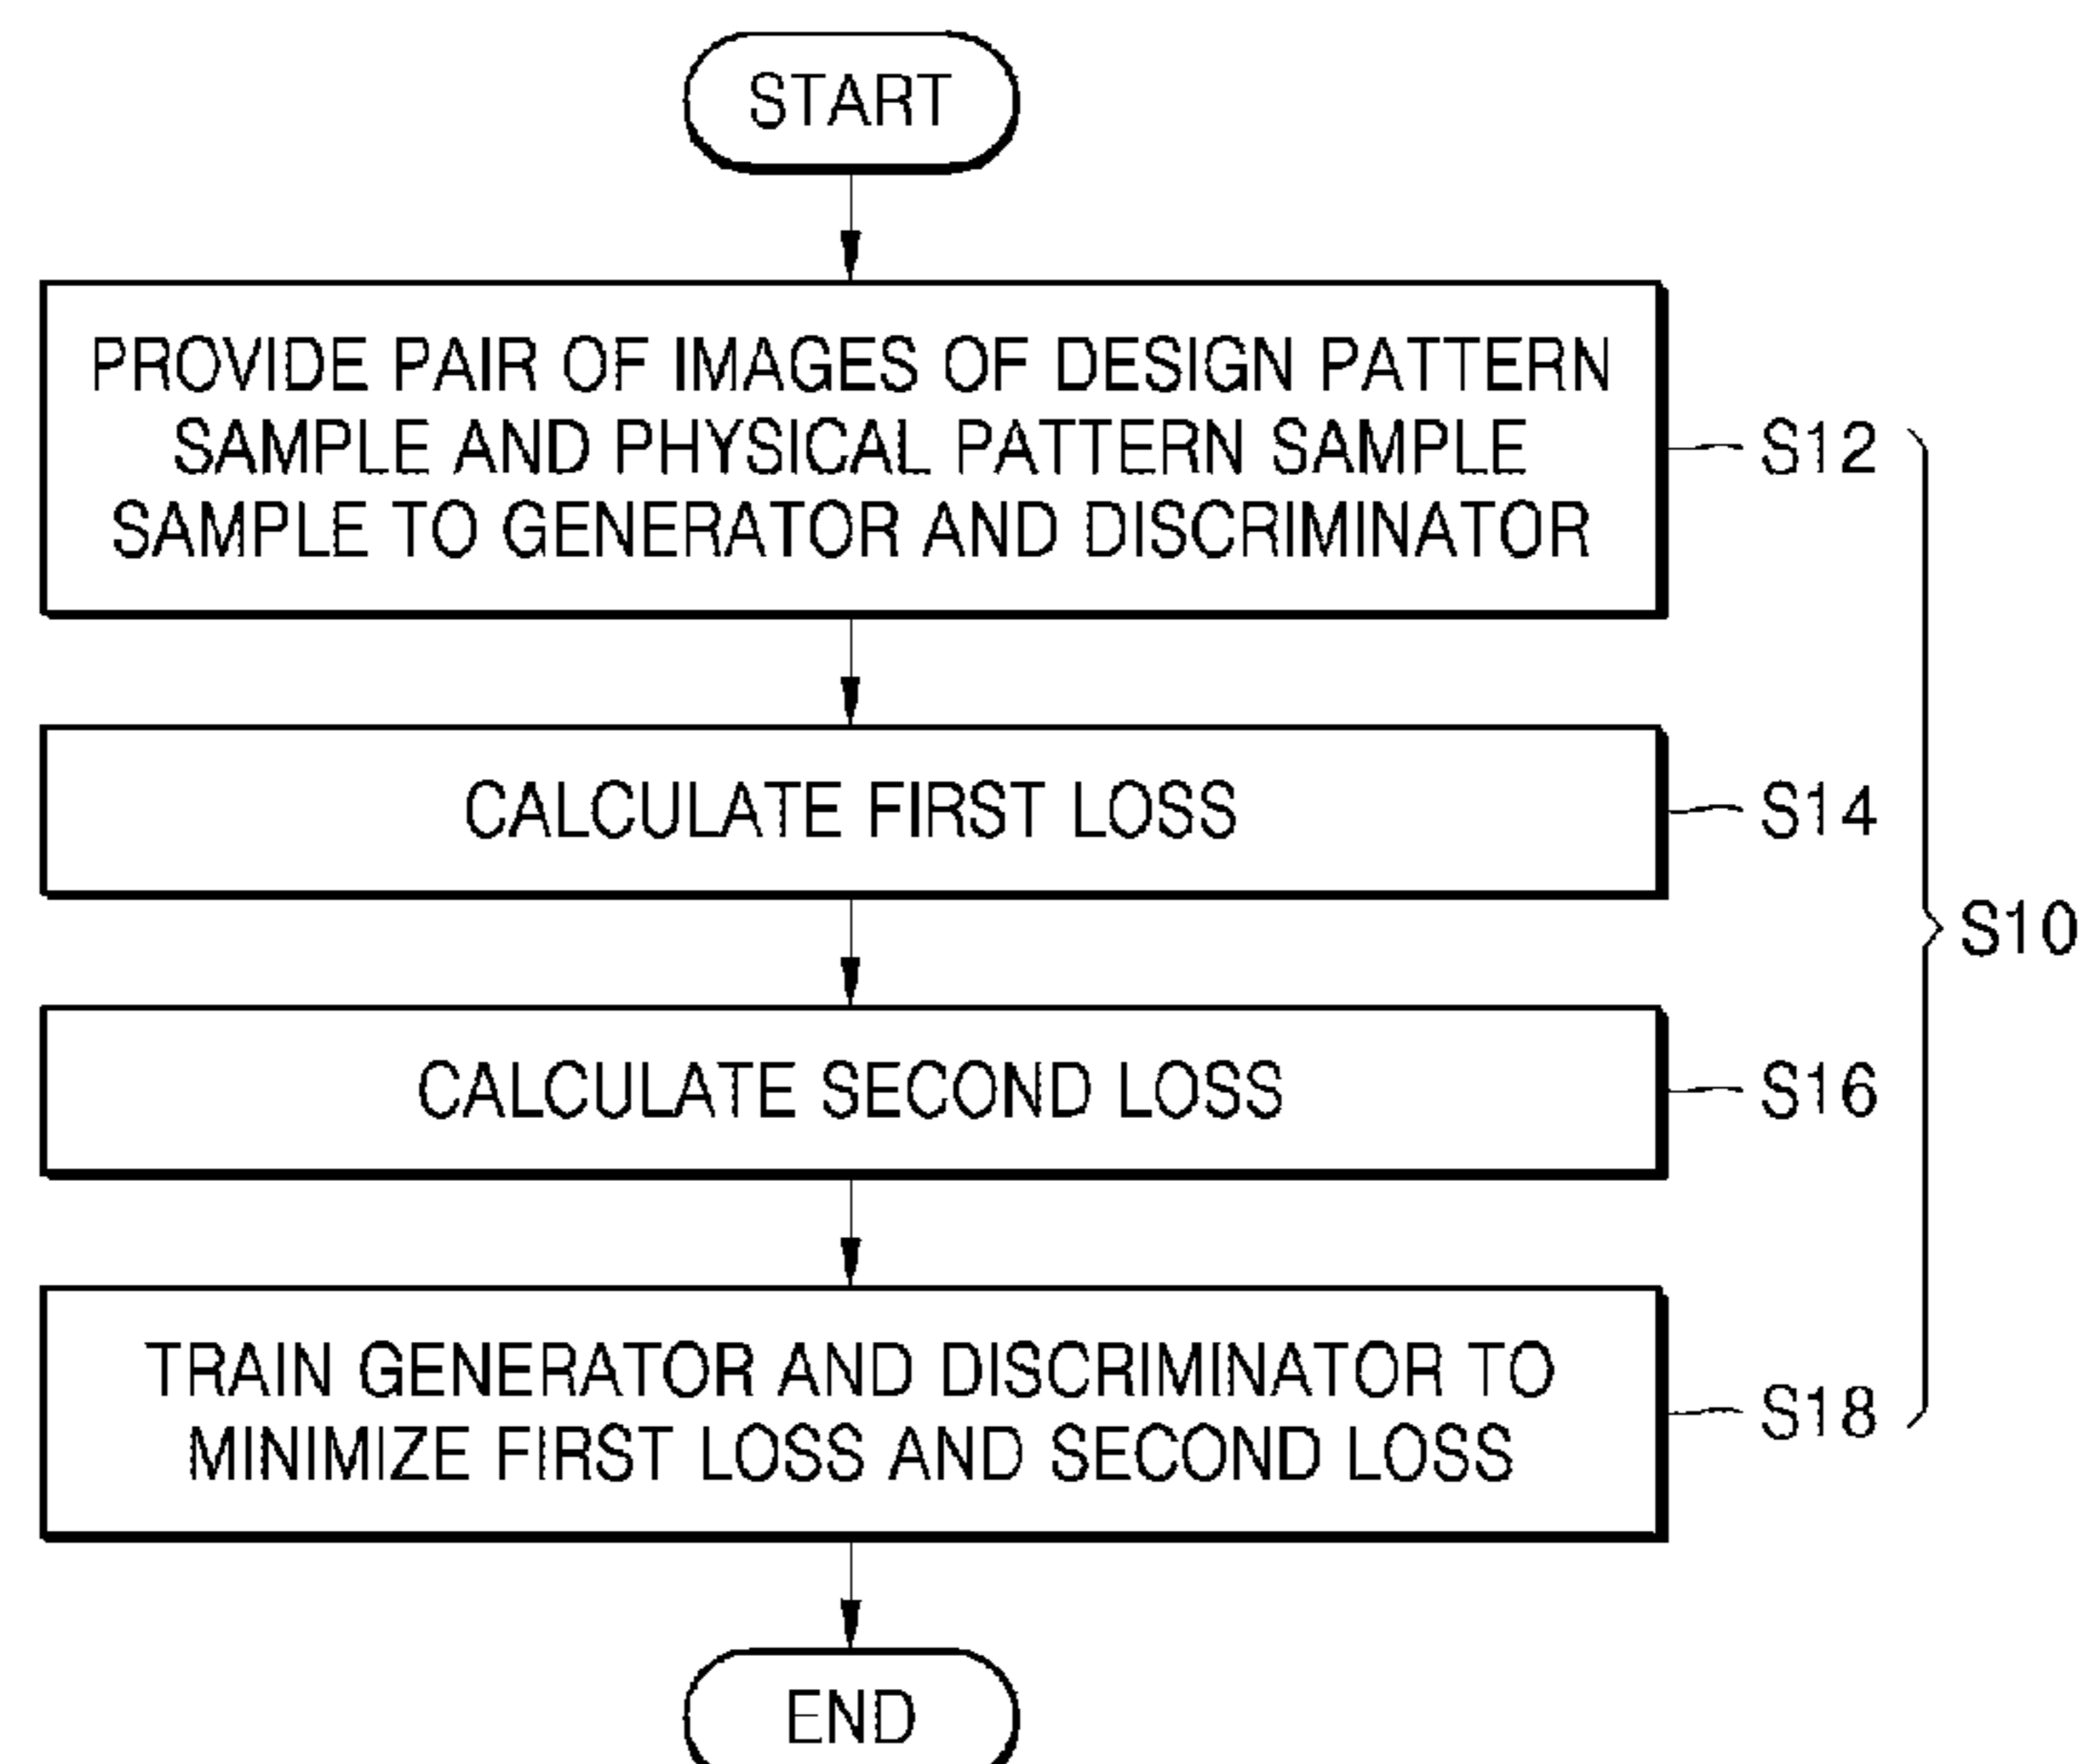 START
PROVIDE PAIR OF IMAGES OF DESIGN PATTERN
SAMPLE AND PHYSICAL PATTERN SAMPLE
SAMPLE TO GENERATOR AND DISCRIMINATOR
S12
CALCULATE FIRST LOSS
S14
S10
CALCULATE SECOND LOSS
S16
TRAIN GENERATOR AND DISCRIMINATOR TO
MINIMIZE FIRST LOSS AND SECOND LOSS
S18
END